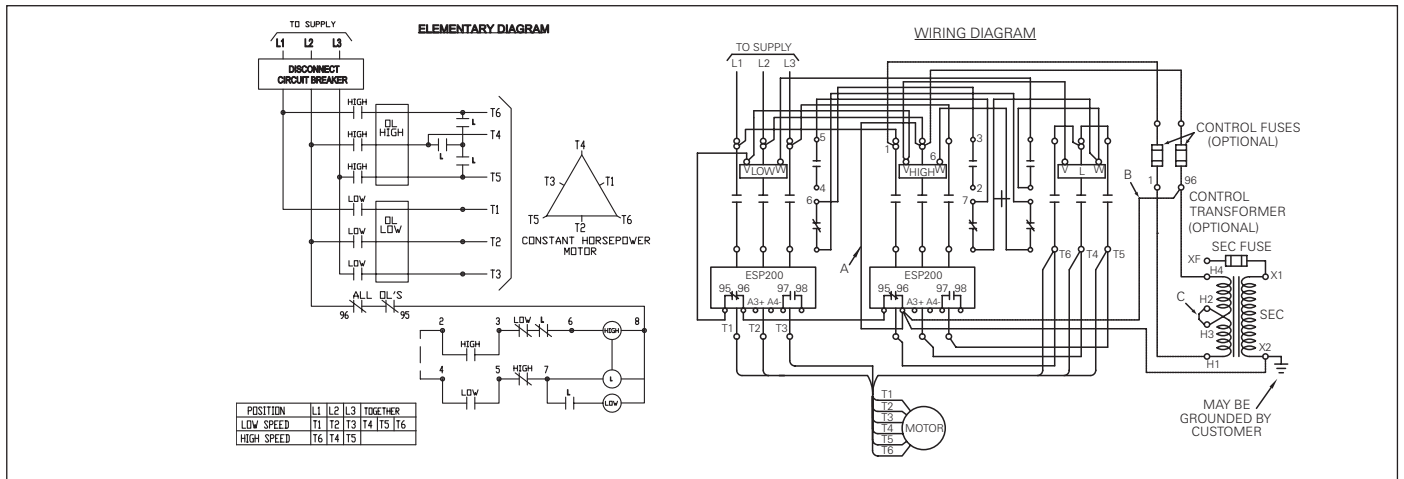 ELEMENTARY DIAGRAM
TO SUPPLY
L1 L2 L3
DISCONNECT
CIRCUIT BREAKER
HIGH
OL
HIGH
T6
L
HIGH
T4
L
L
HIGH
T5
LOW
T1
OL
LOW
LOW
T2
LOW
T3
T4
T3 T1
T5 T2 T6
CONSTANT HORSEPOWER
MOTOR
ALL OL'S
96 95
2 3 LOW L 6 HIGH 8
HIGH
L
4 5 HIGH 7
LOW L LOW
POSITION L1 L2 L3 TOGETHER
LOW SPEED T1 T2 T3 T4 T5 T6
HIGH SPEED T6 T4 T5
WIRING DIAGRAM
TO SUPPLY
L1 L2 L3
5 1 3
V LOW W
V HIGH 6 W
V L W
4 2
6 7
1 96
B
CONTROL FUSES
(OPTIONAL)
CONTROL
TRANSFORMER
(OPTIONAL)
A
T6 T4 T5
ESP200
95 96 97 98
A3+ A4-
ESP200
95 96 97 98
A3+ A4-
T1 T2 T3
SEC FUSE
XF
H4 X1
C
H2
H3
SEC
H1 X2
MAY BE
GROUNDED BY
CUSTOMER
T1
T2
T3
T4
T5
T6
MOTOR